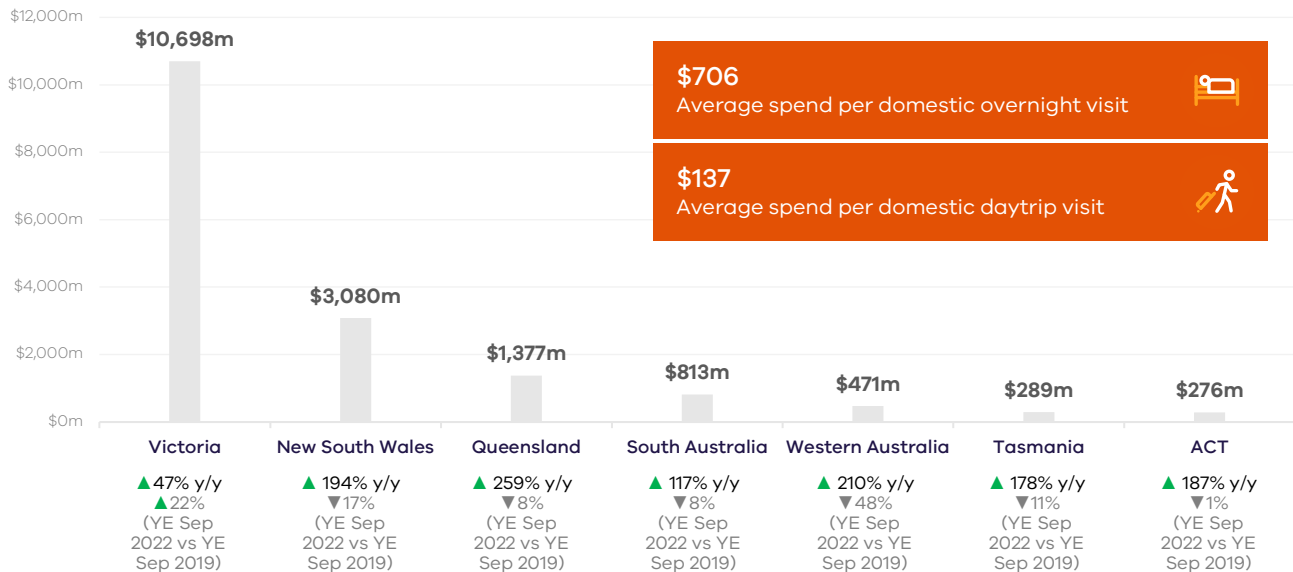 $12,000m
$10,000m
$8,000m
$6,000m
$4,000m
$2,000m
$0m
$10,698m
$3,080m
$1,377m
$813m
$471m
$289m
$276m
$706
Average spend per domestic overnight visit
$137
Average spend per domestic daytrip visit
Victoria
▲47% y/y
▲22%
(YE Sep
2022 vs YE
Sep 2019)
New South Wales
▲ 194% y/y
▼17%
(YE Sep
2022 vs YE
Sep 2019)
Queensland
▲ 259% y/y
▼8%
(YE Sep
2022 vs YE
Sep 2019)
South Australia
▲ 117% y/y
▼8%
(YE Sep
2022 vs YE
Sep 2019)
Western Australia
▲ 210% y/y
▼48%
(YE Sep
2022 vs YE
Sep 2019)
Tasmania
▲ 178% y/y
▼11%
(YE Sep
2022 vs YE
Sep 2019)
ACT
▲ 187% y/y
▼1%
(YE Sep
2022 vs YE
Sep 2019)